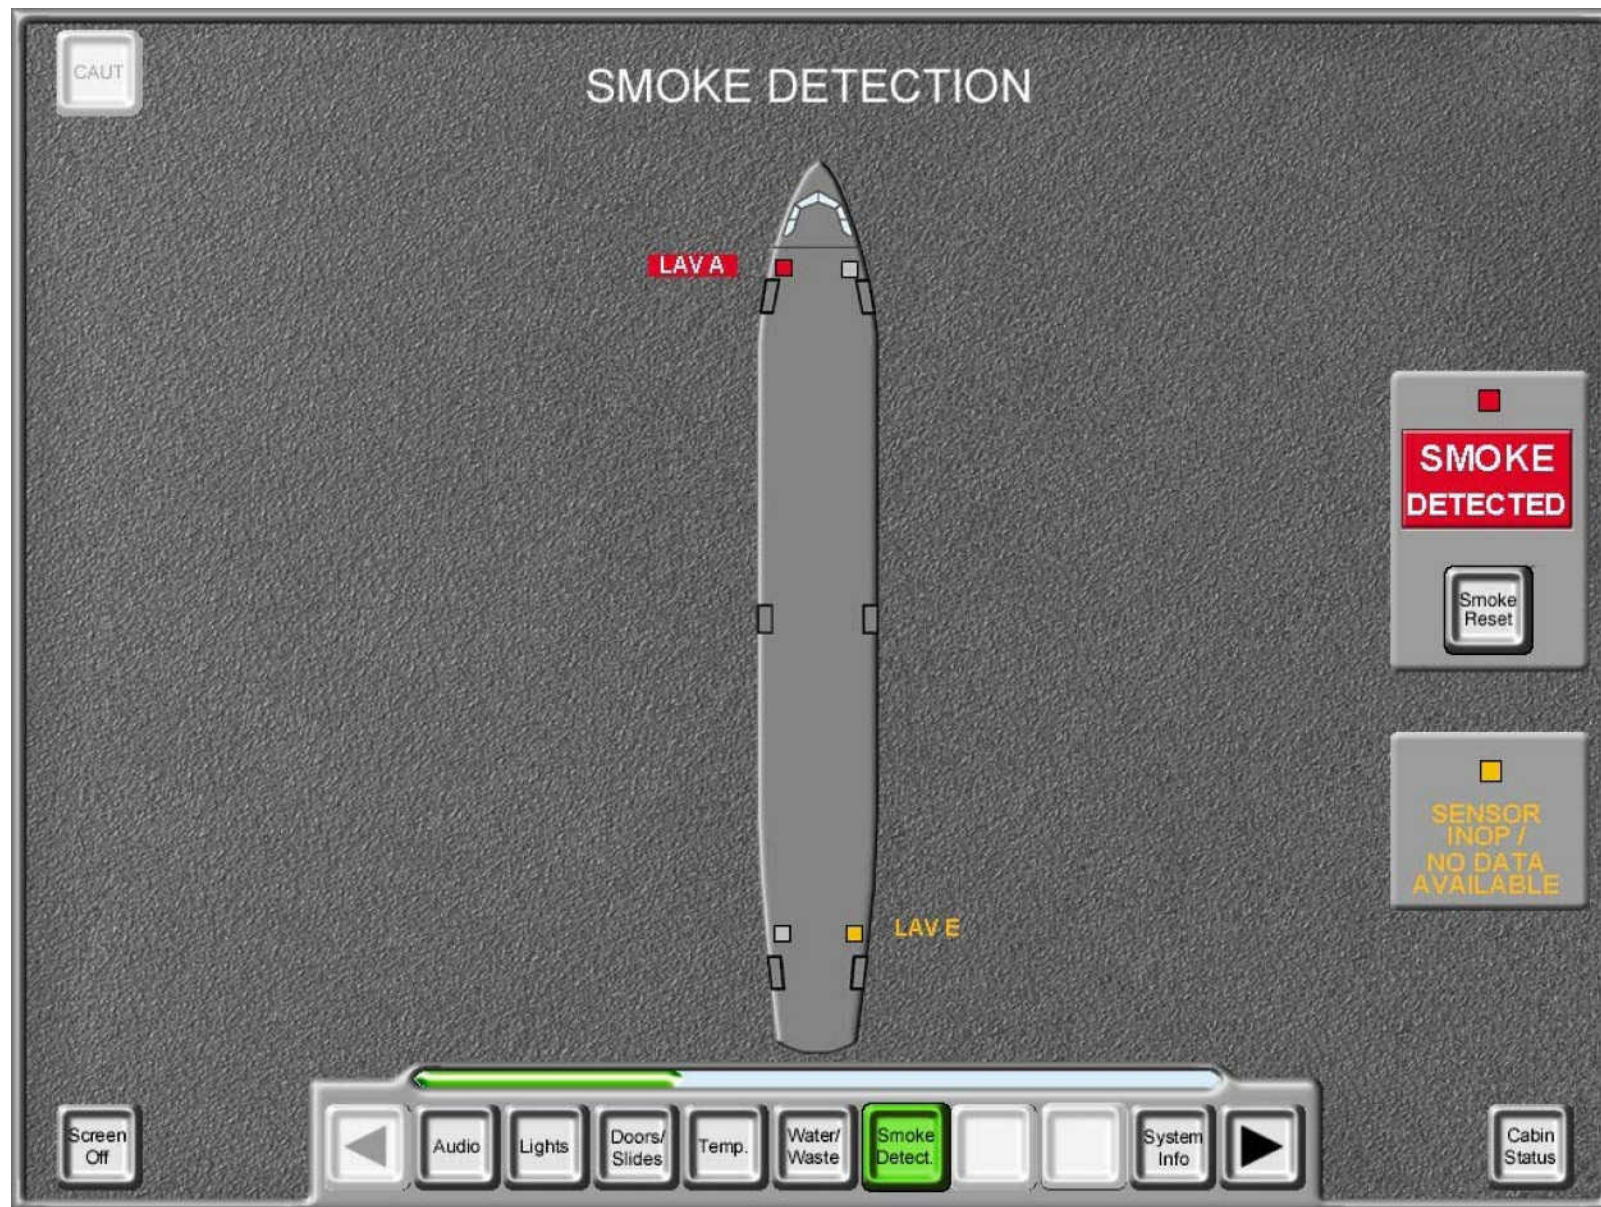 CAUT
SMOKE DETECTION
LAV A
SMOKE
DETECTED
Smoke
Reset
SENSOR
INOP /
NO DATA
AVAILABLE
LAV E
Screen
Off
Audio
Lights
Doors/
Slides
Temp.
Water/
Waste
Smoke
Detect.
System
Info
Cabin
Status